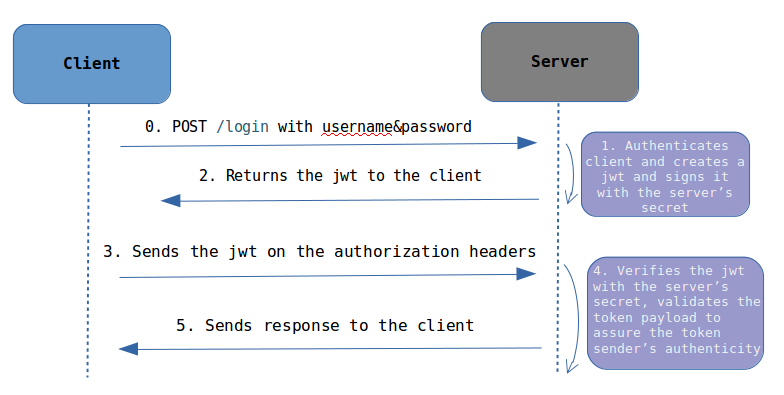 Client
Server
0. POST /login with username&password
1. Authenticates
client and creates a
jwt and signs it
with the server’s
secret
2. Returns the jwt to the client
3. Sends the jwt on the authorization headers
4. Verifies the jwt
with the server’s
secret, validates the
token payload to
assure the token
sender’s authenticity
5. Sends response to the client